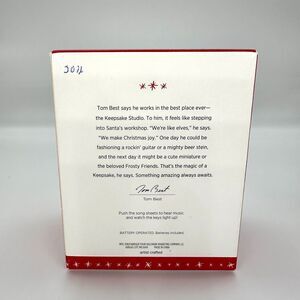 2014
Tom Best says he works in the best place ever—
the Keepsake Studio. To him, it feels like stepping
into Santa's workshop. "We're like elves," he says.
"We make Christmas joy." One day he could be
fashioning a rockin' guitar or a mighty beer stein,
and the next day it might be a cute miniature or
the beloved Frosty Friends. That's the magic of a
Keepsake, he says. Something amazing always awaits.
Tom Best
Tom Best
Push the song sheets to hear music
and watch the keys light up!
BATTERY OPERATED. Batteries included.
artist crafted